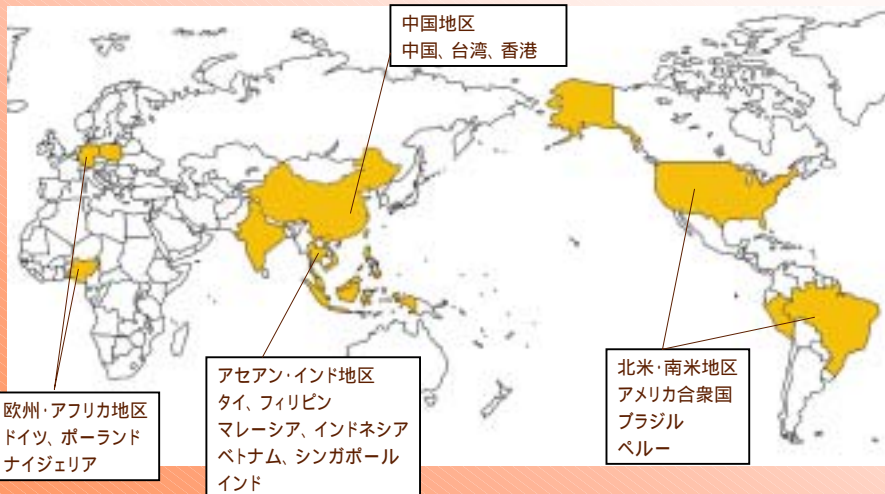 中国地区
中国、台湾、香港
欧州・アフリカ地区
ドイツ、ポーランド
ナイジェリア
アセアン・インド地区
タイ、フィリピン
マレーシア、インドネシア
ベトナム、シンガポール
インド
北米・南米地区
アメリカ合衆国
ブラジル
ペルー